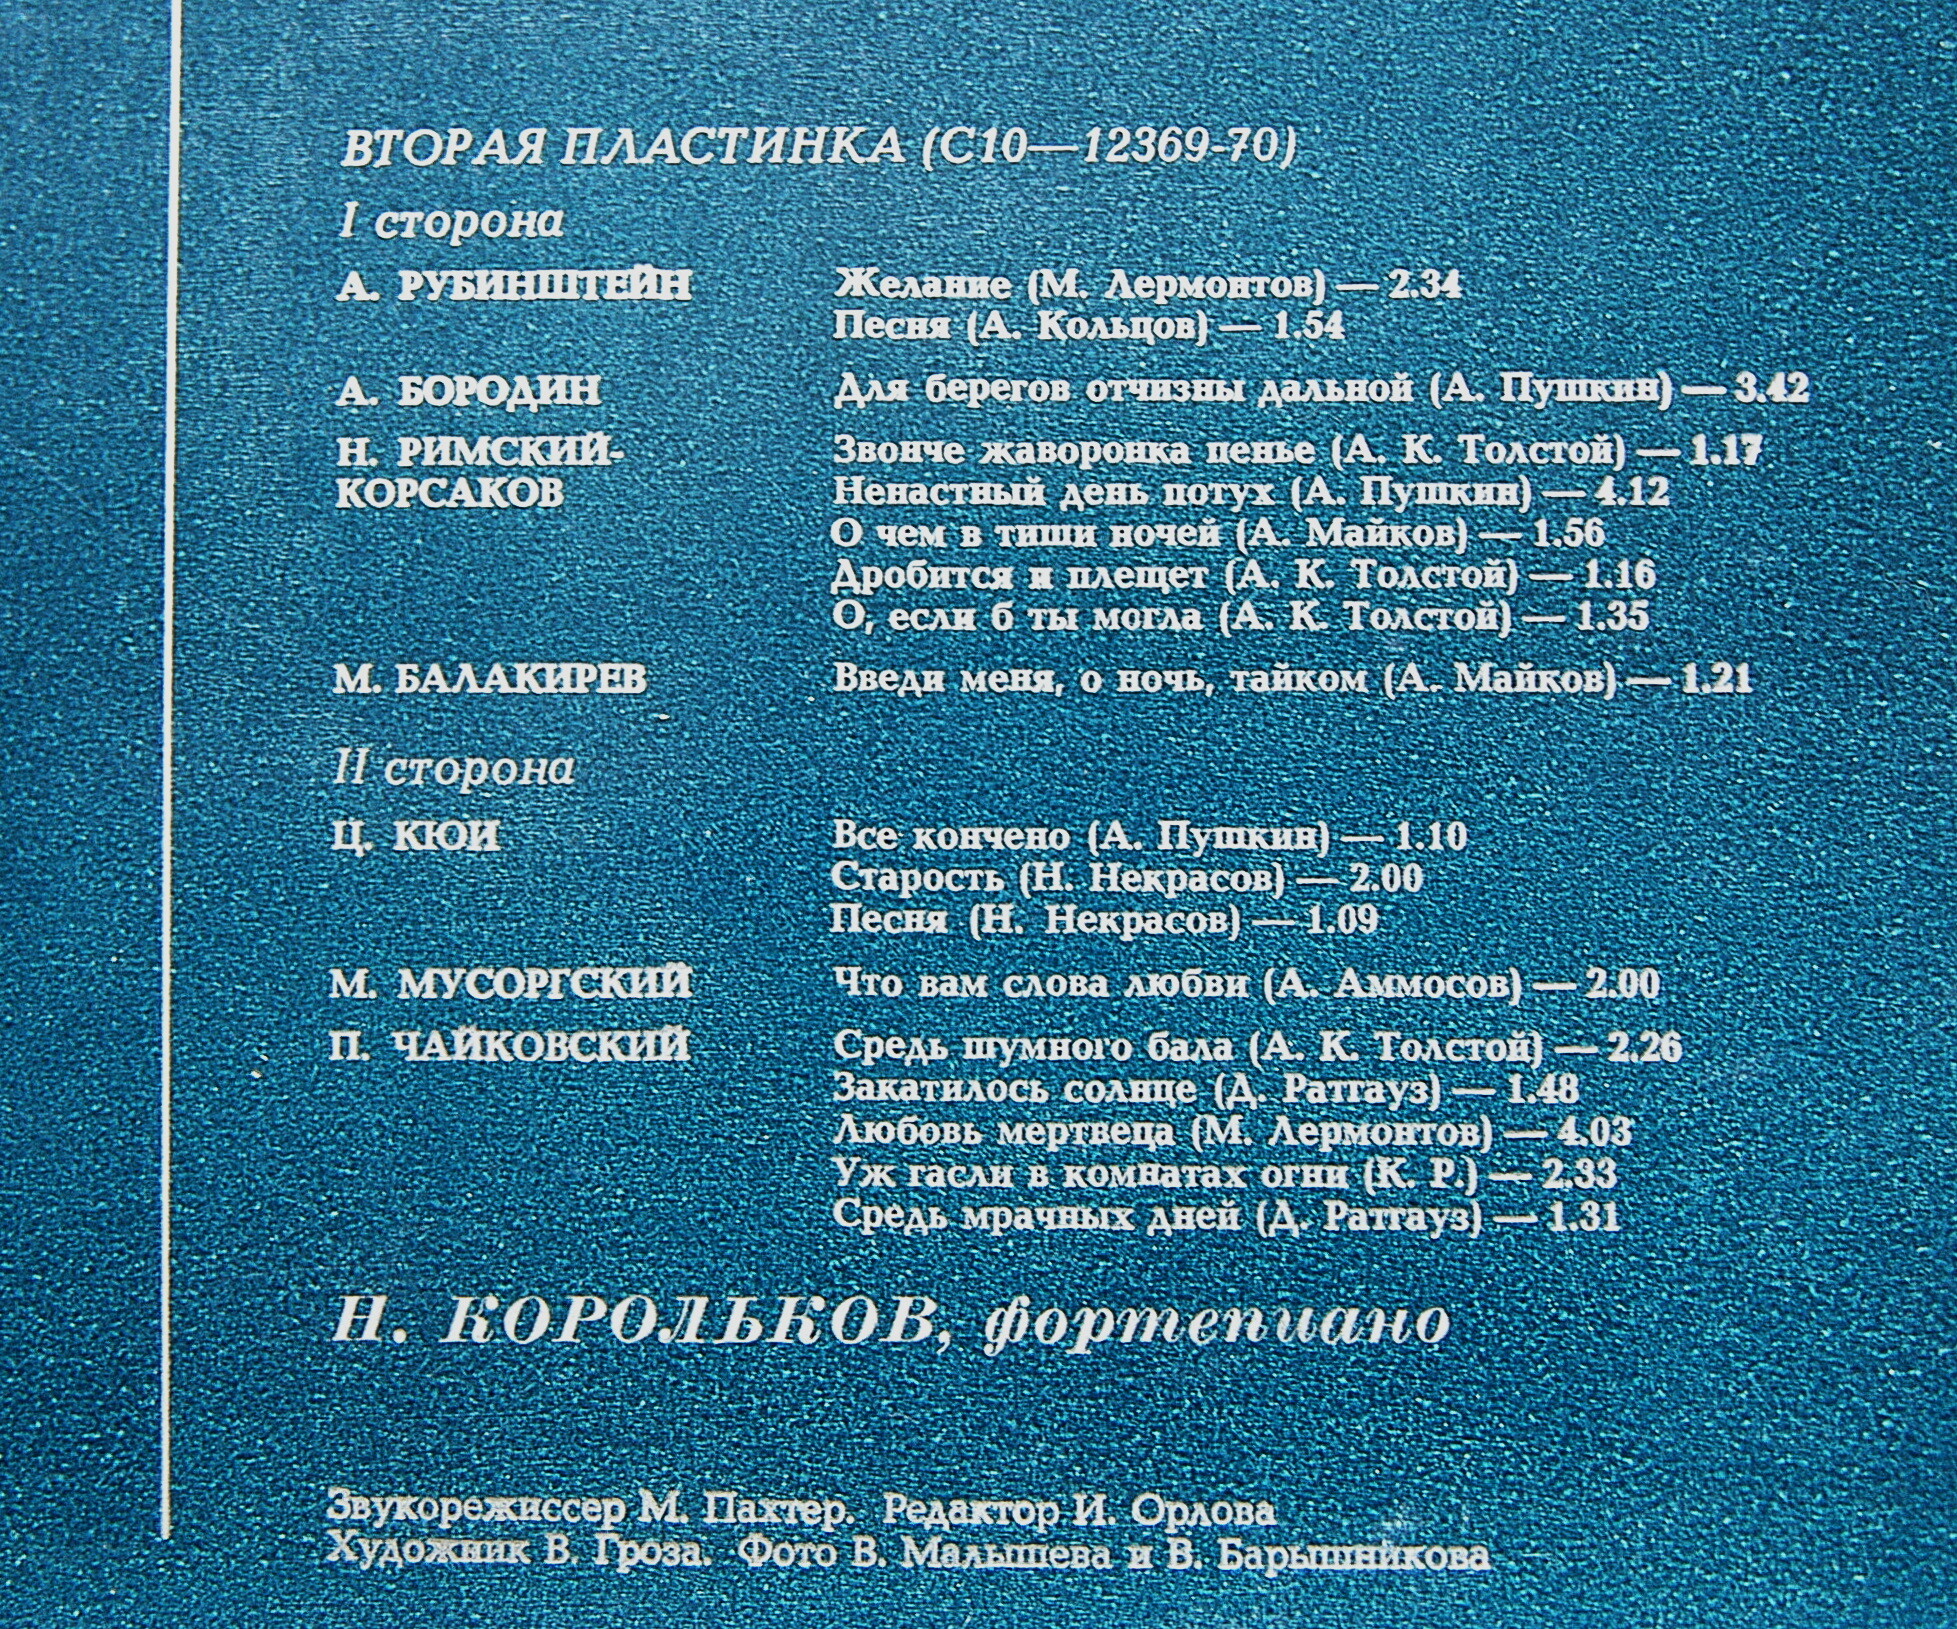 ВТОРАЯ ПЛАСТИНКА (С10—12369-70)
I сторона
А. РУБИНШТЕЙН Желание (М. Лермонтов) — 2.34
Песня (А. Кольцов) — 1.54
А. БОРОДИН Для берегов отчизны дальной (А. Пушкин) — 3.42
Н. РИМСКИЙ- Звонче жаворонка пенье (А. К. Толстой) — 1.17
КОРСАКОВ Ненастный день потух (А. Пушкин) — 4.12
О чем в тиши ночей (А. Майков) — 1.56
Дробится и плещет (А. К. Толстой) — 1.16
О, если б ты могла (А. К. Толстой) — 1.35
М. БАЛАКИРЕВ Введи меня, о ночь, тайком (А. Майков) — 1.21
II сторона
Ц. КЮИ Все кончено (А. Пушкин) — 1.10
Старость (Н. Некрасов) — 2.00
Песня (Н. Некрасов) — 1.09
М. МУСОРГСКИЙ Что вам слова любви (А. Аммосов) — 2.00
П. ЧАЙКОВСКИЙ Средь шумного бала (А. К. Толстой) — 2.26
Закатилось солнце (Д. Ратгауз) — 1.48
Любовь мертвеца (М. Лермонтов) — 4.03
Уж гасли в комнатах огни (К. Р.) — 2.33
Средь мрачных дней (Д. Ратгауз) — 1.31
Н. КОРОЛЬКОВ, фортепиано
Звукорежиссер М. Пахтер. Редактор И. Орлова
Художник В. Гроза. Фото В. Малышева и В. Барышникова